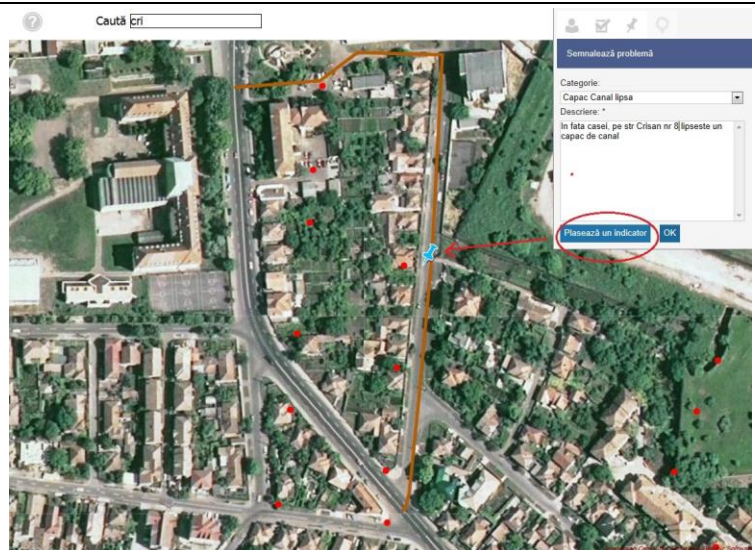 ?
Caută cri
Semnalează problemă
Categorie:
Capac Canal lipsa
Descriere: *
In fata casei, pe str Crisan nr 8 lipseste un
capac de canal
Plasează un indicator OK